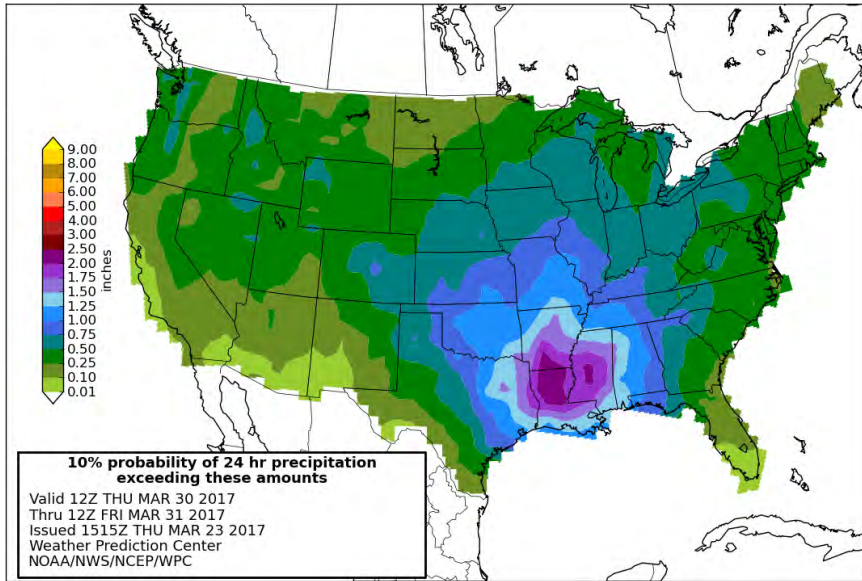 9.00
8.00
7.00
6.00
5.00
4.00
3.00
2.50
2.00
1.75
1.50
1.25
1.00
0.75
0.50
0.25
0.10
0.01
inches
10% probability of 24 hr precipitation
exceeding these amounts
Valid 12Z THU MAR 30 2017
Thru 12Z FRI MAR 31 2017
Issued 1515Z THU MAR 23 2017
Weather Prediction Center
NOAA/NWS/NCEP/WPC